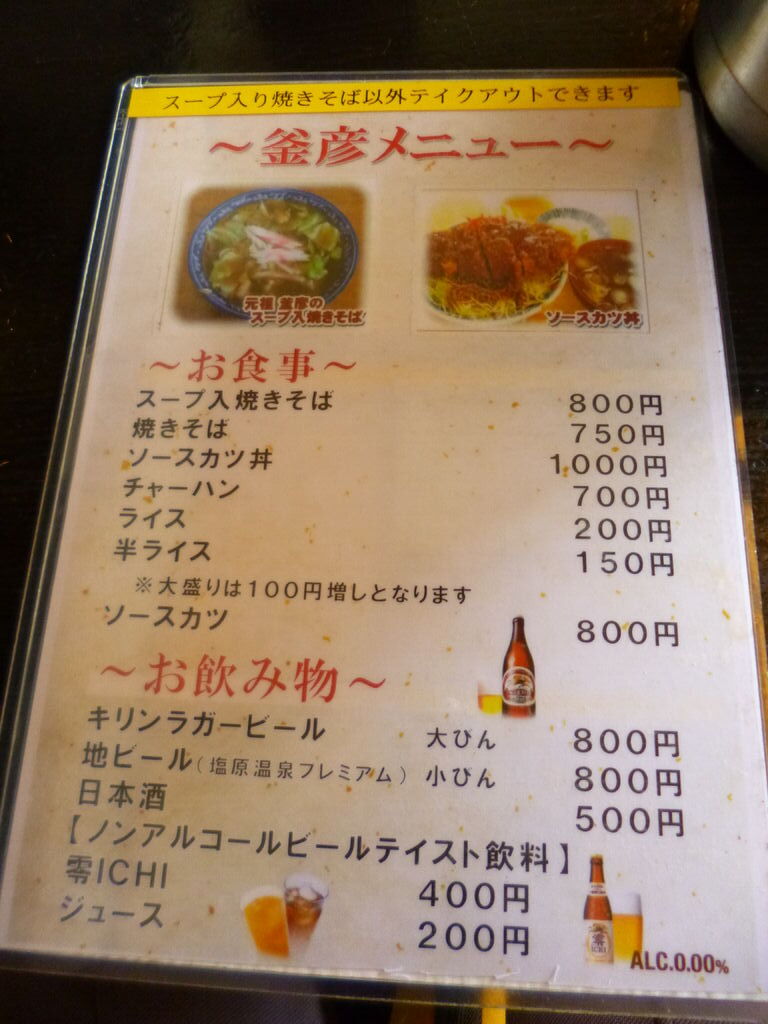 スープ入り焼きそば以外テイクアウトできます
～釜彦メニュー～
元祖 釜彦の
スープ入焼きそば
ソースカツ丼
～お食事～
スープ入焼きそば 800円
焼きそば 750円
ソースカツ丼 1000円
チャーハン 700円
ライス 200円
半ライス 150円
※大盛りは100円増しとなります
ソースカツ 800円
～お飲み物～
キリンラガービール 大びん 800円
地ビール(塩原温泉プレミアム) 小びん 800円
日本酒 500円
【ノンアルコールビールテイスト飲料】
零ICHI 400円
ジュース 200円
零
ICHI
ALC.0.00%